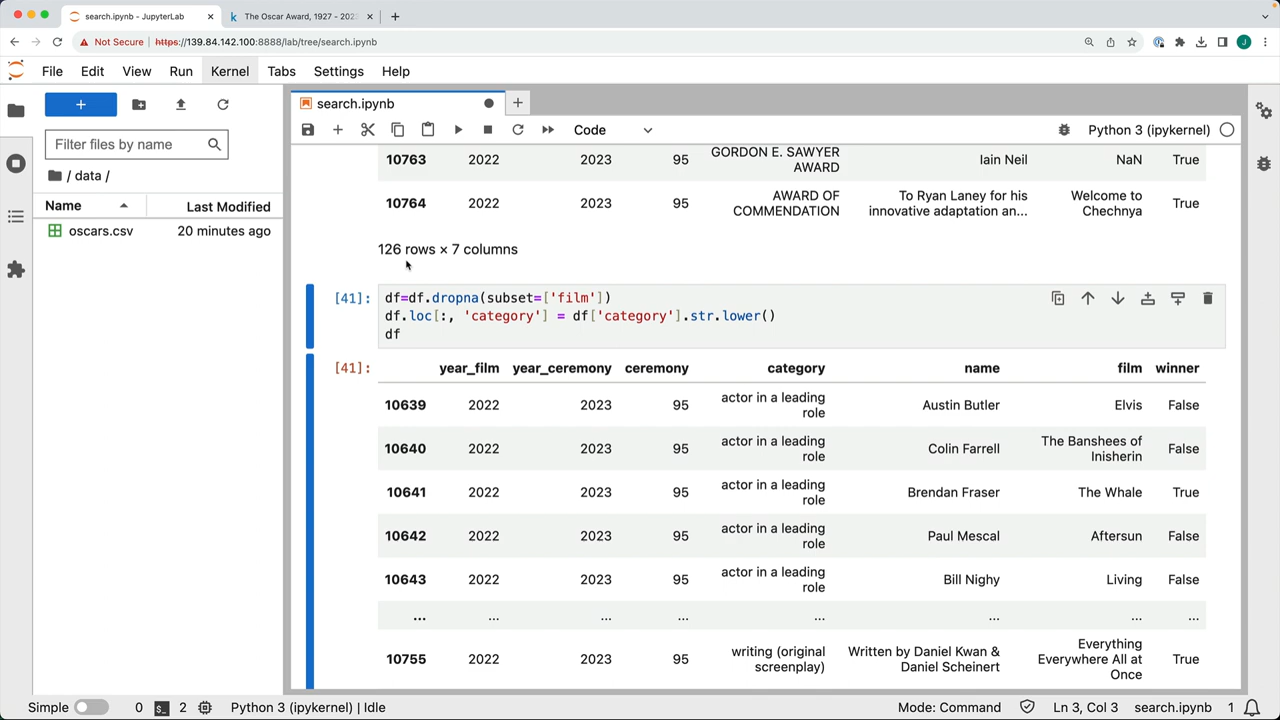 search.ipynb - JupyterLab
The Oscar Award, 1927 - 202
Not Secure
https://139.84.142.100:8888/lab/tree/search.ipynb
J
File Edit View Run Kernel Tabs Settings Help
Filter files by name
/ data /
Name Last Modified
oscars.csv 20 minutes ago
search.ipynb
Code
Python 3 (ipykernel)
10763 2022 2023 95 GORDON E. SAWYER AWARD Iain Neil NaN True
10764 2022 2023 95 AWARD OF COMMENDATION To Ryan Laney for his innovative adaptation an... Welcome to Chechnya True
126 rows × 7 columns
[41]:
df=df.dropna(subset=['film'])
df.loc[:, 'category'] = df['category'].str.lower()
df
[41]:
year_film year_ceremony ceremony category name film winner
10639 2022 2023 95 actor in a leading role Austin Butler Elvis False
10640 2022 2023 95 actor in a leading role Colin Farrell The Banshees of Inisherin False
10641 2022 2023 95 actor in a leading role Brendan Fraser The Whale True
10642 2022 2023 95 actor in a leading role Paul Mescal Aftersun False
10643 2022 2023 95 actor in a leading role Bill Nighy Living False
... ... ... ... ... ... ... ...
10755 2022 2023 95 writing (original screenplay) Written by Daniel Kwan & Daniel Scheinert Everything Everywhere All at Once True
Simple 0 $_ 2 Python 3 (ipykernel) | Idle Mode: Command Ln 3, Col 3 search.ipynb 1